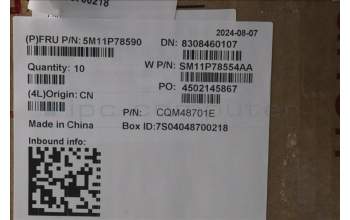 2024-08-07
(P)FRU P/N: 5M11P78590
DN: 8308460107
Quantity: 10
W P/N: SM11P78554AA
PO: 4502145867
(4L)Origin: CN
P/N: CQM48701E
Made in China
Box ID:7S04048700218
Inbound info: